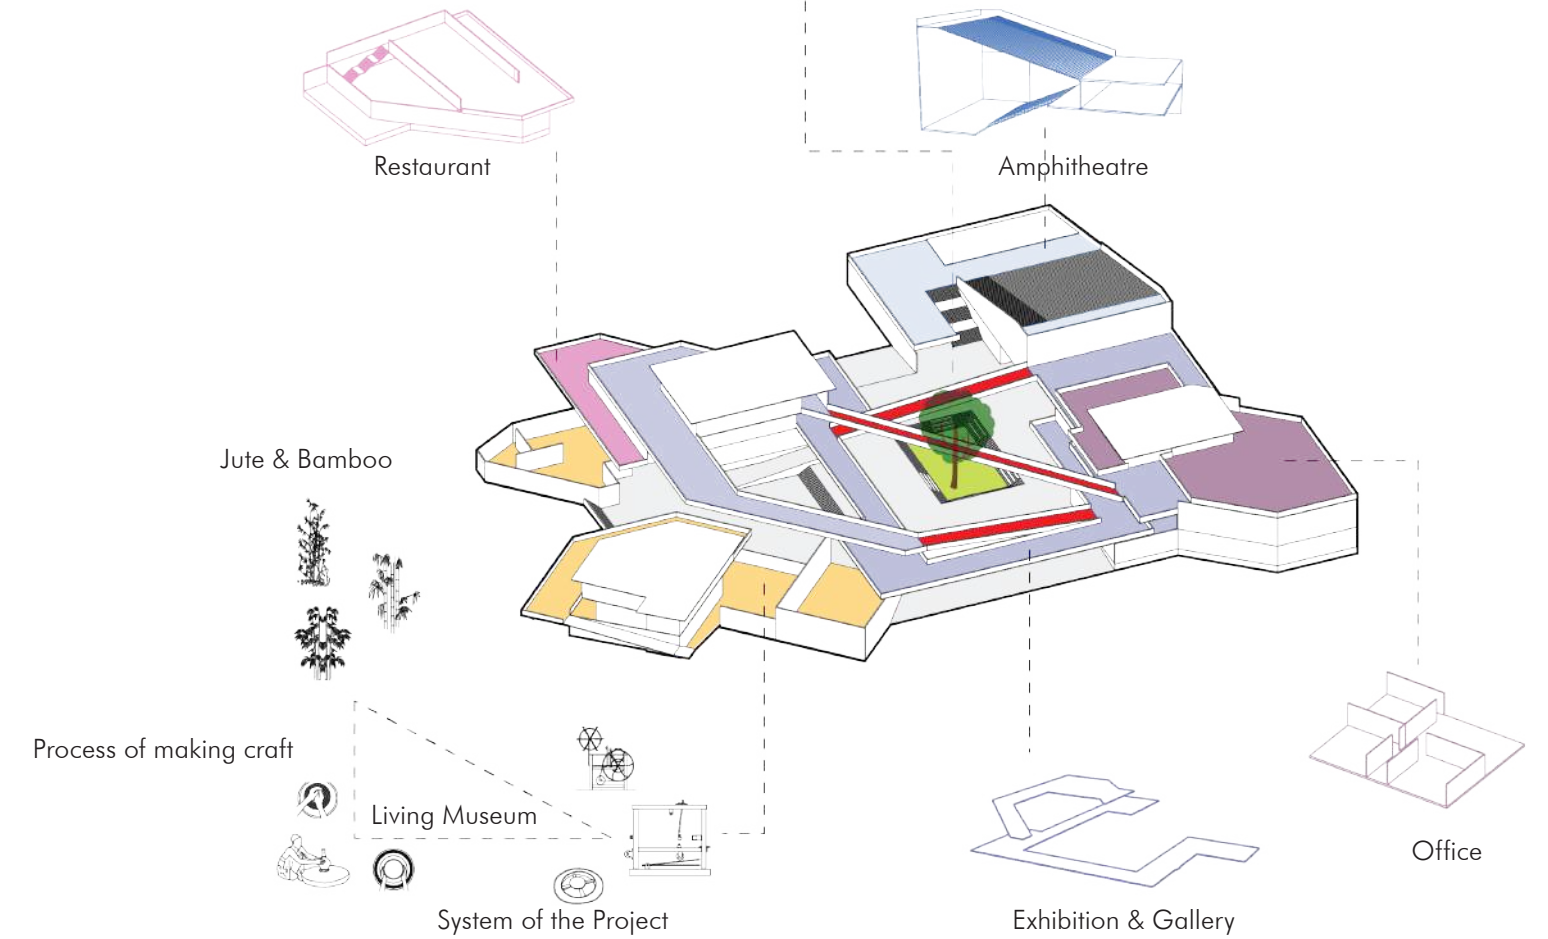 Restaurant
Amphitheatre
Jute & Bamboo
Process of making craft
Living Museum
Office
System of the Project
Exhibition & Gallery